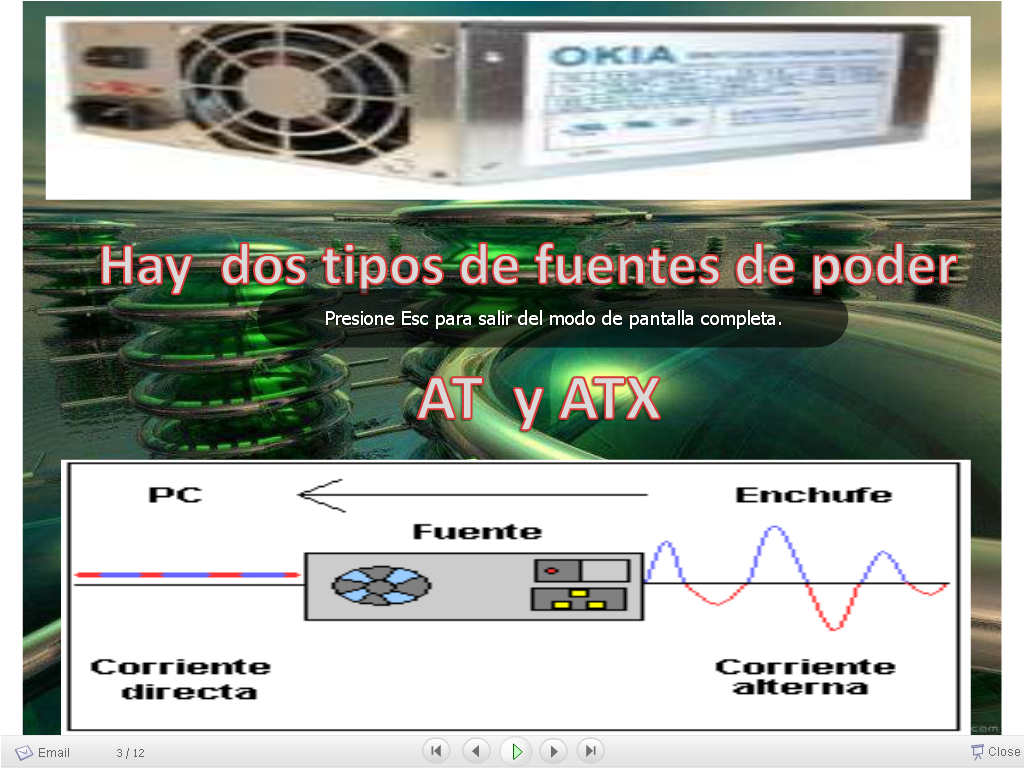 OKIA
Hay dos tipos de fuentes de poder
Presione Esc para salir del modo de pantalla completa.
AT y ATX
PC
Enchufe
Fuente
Corriente
directa
Corriente
alterna
Email
3 / 12
Close